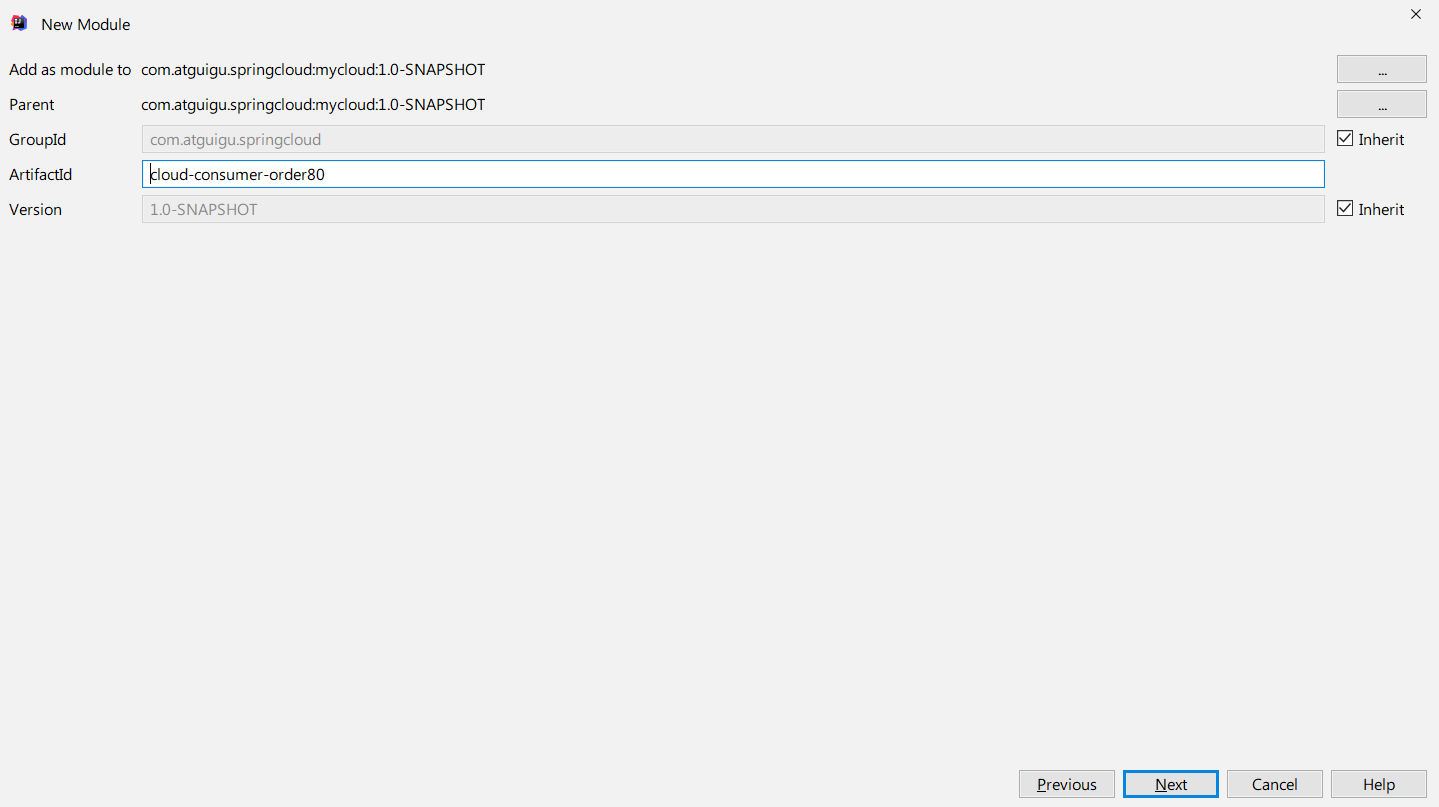 New Module
Add as module to com.atguigu.springcloud:mycloud:1.0-SNAPSHOT ...
Parent com.atguigu.springcloud:mycloud:1.0-SNAPSHOT ...
GroupId com.atguigu.springcloud Inherit
ArtifactId cloud-consumer-order80
Version 1.0-SNAPSHOT Inherit
Previous Next Cancel Help